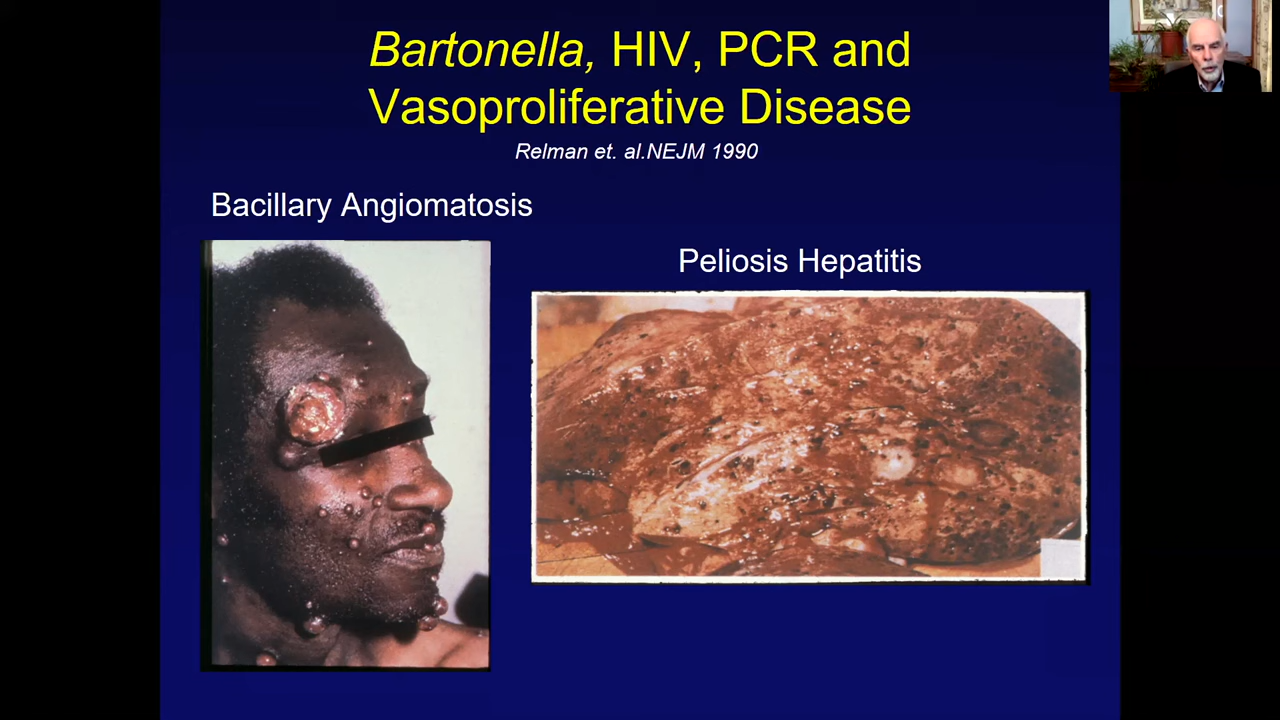 Bartonella, HIV, PCR and
Vasoproliferative Disease
Relman et. al.NEJM 1990
Bacillary Angiomatosis
Peliosis Hepatitis